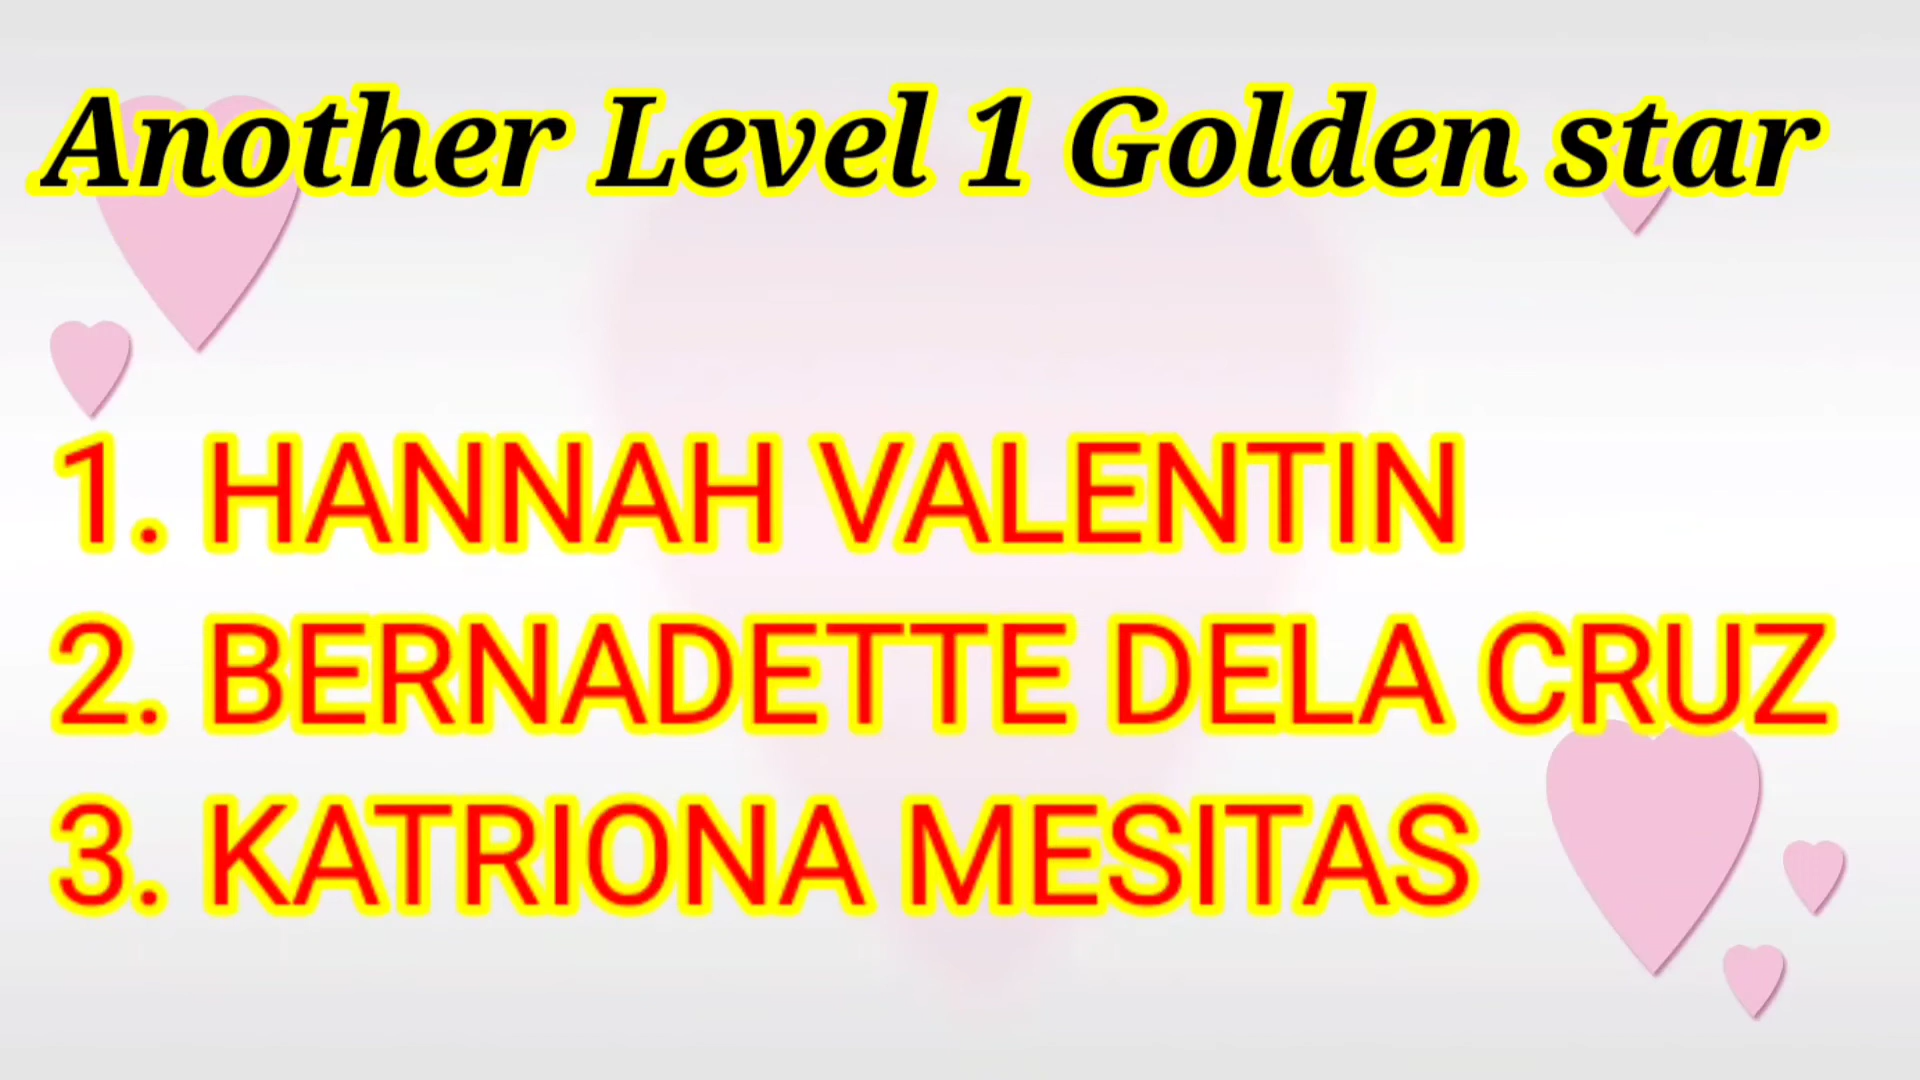 Another Level 1 Golden star
1. HANNAH VALENTIN
2. BERNADETTE DELA CRUZ
3. KATRIONA MESITAS